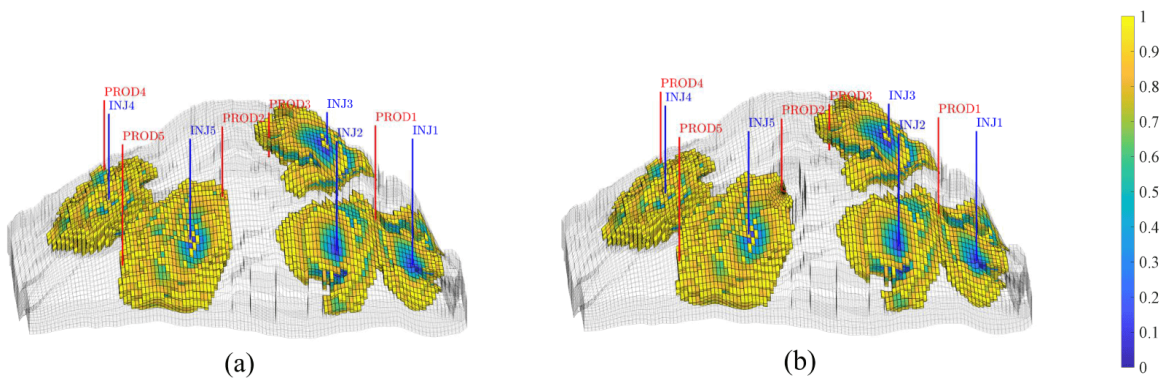 PROD4
INJ4
PROD5
INJ5
PROD2
PROD3
INJ3
INJ2
PROD1
INJ1
(a)
PROD4
INJ4
PROD5
INJ5
PROD2
PROD3
INJ3
INJ2
PROD1
INJ1
(b)
1
0.9
0.8
0.7
0.6
0.5
0.4
0.3
0.2
0.1
0